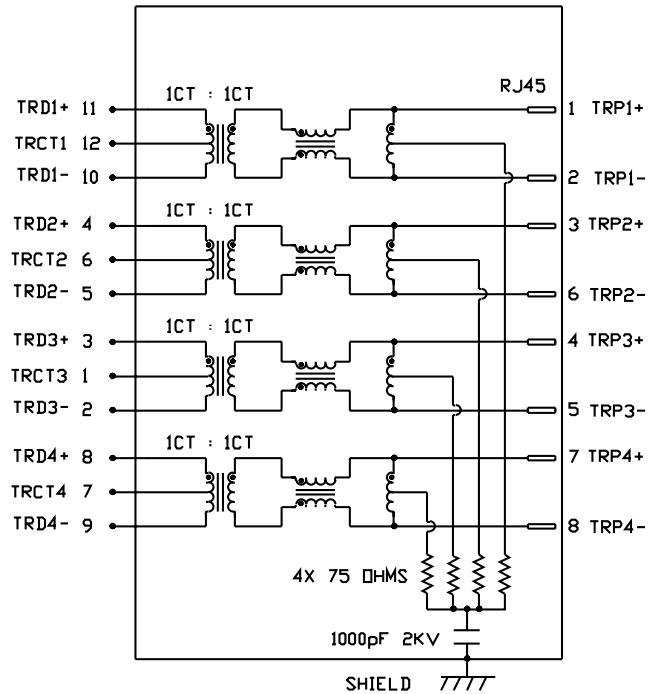 RJ45
1CT : 1CT
TRD1+ 11
1 TRP1+
TRCT1 12
TRD1- 10
2 TRP1-
1CT : 1CT
TRD2+ 4
3 TRP2+
TRCT2 6
TRD2- 5
6 TRP2-
1CT : 1CT
TRD3+ 3
4 TRP3+
TRCT3 1
TRD3- 2
5 TRP3-
1CT : 1CT
TRD4+ 8
7 TRP4+
TRCT4 7
TRD4- 9
8 TRP4-
4X 75 OHMS
1000pF 2KV
SHIELD